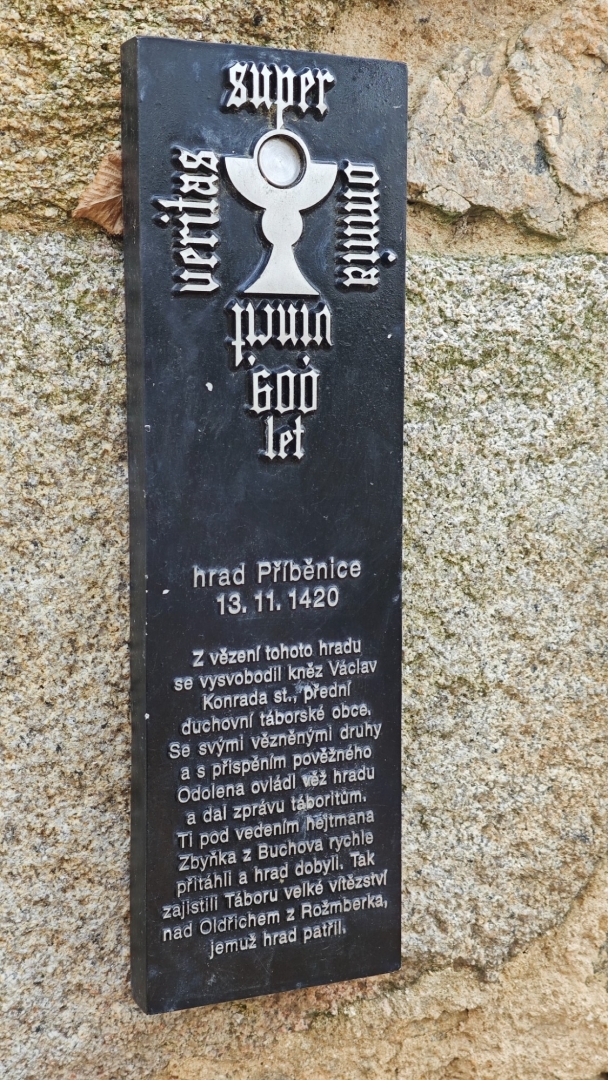 super
veritas
omnia
vincit
600
let
hrad Příběnice
13. 11. 1420
Z vězení tohoto hradu
se vysvobodil kněz Václav
Konrada st., přední
duchovní táborské obce.
Se svými vězněnými druhy
a s přispěním pověžného
Odolena ovládl věž hradu
a dal zprávu táboritům.
Ti pod vedením hejtmana
Zbyňka z Buchova rychle
přitáhli a hrad dobyli. Tak
zajistili Táboru velké vítězství
nad Oldřichem z Rožmberka,
jemuž hrad patřil.